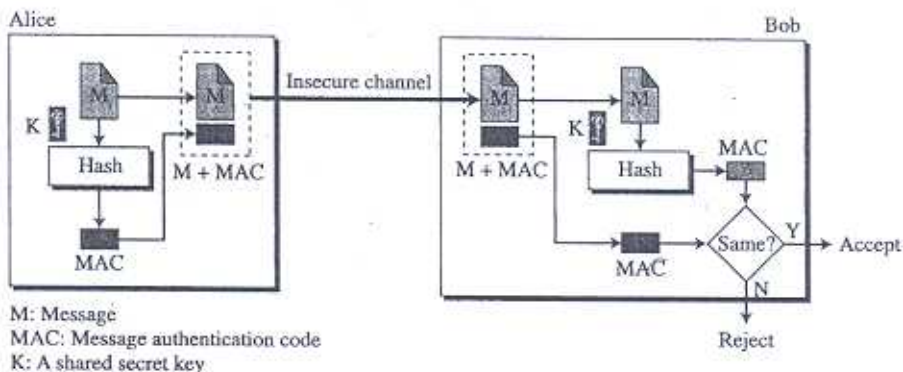 Alice
Bob
M
M
Insecure channel
M
M
K
K
Hash
M + MAC
M + MAC
Hash
MAC
MAC
MAC
Same?
Y
Accept
N
Reject
M: Message
MAC: Message authentication code
K: A shared secret key